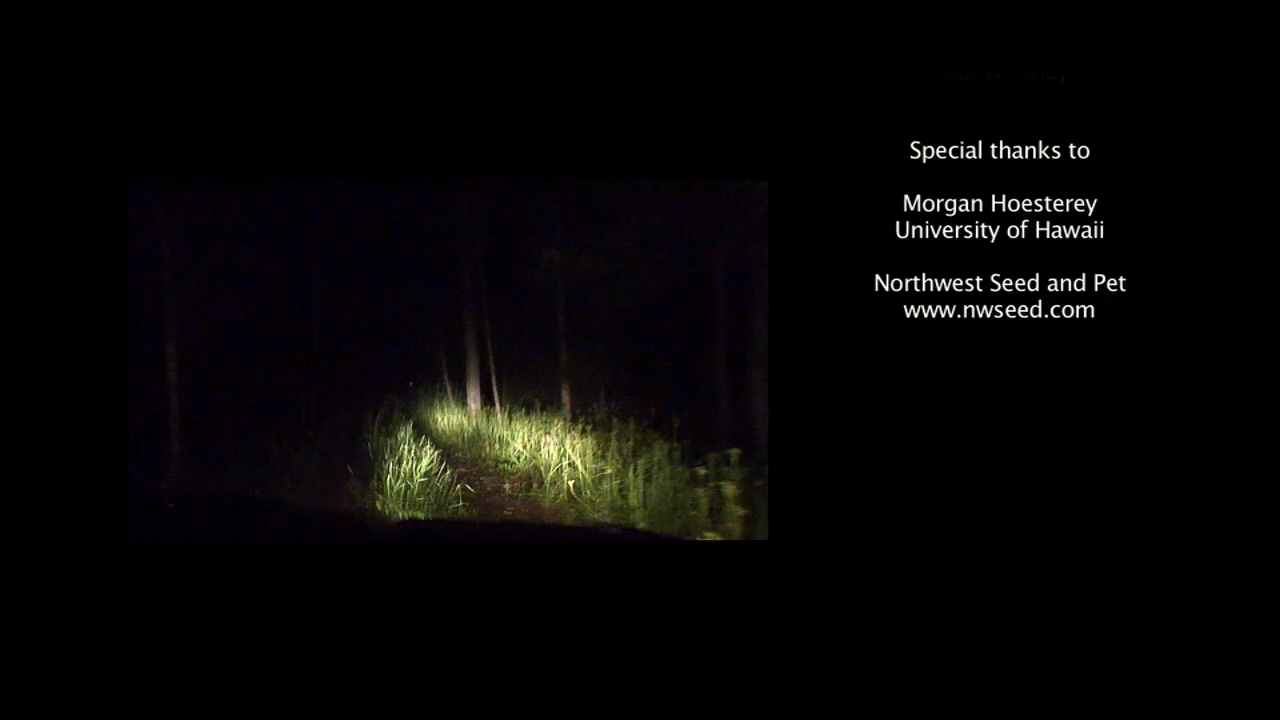 Special thanks to
Morgan Hoesterey
University of Hawaii
Northwest Seed and Pet
www.nwseed.com